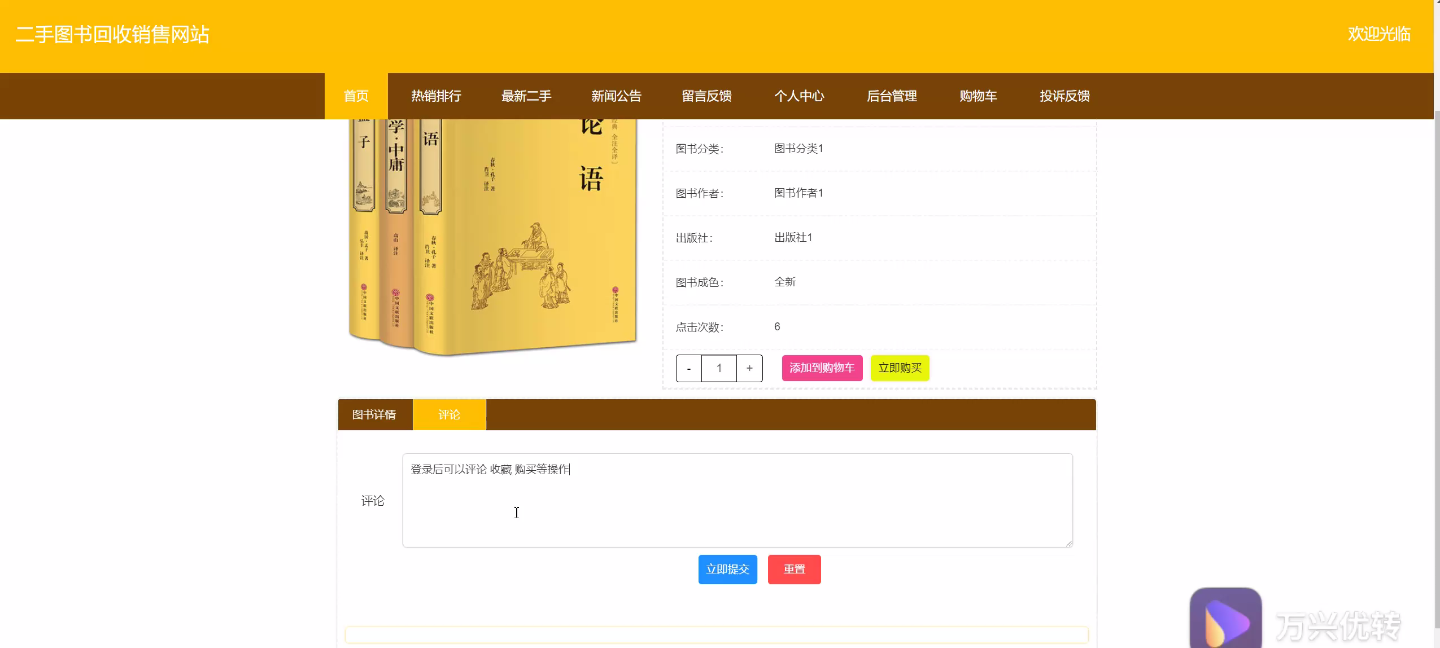 二手图书回收销售网站
欢迎光临
首页 热销排行 最新二手 新闻公告 留言反馈 个人中心 后台管理 购物车 投诉反馈
子
学·中庸
语
论语
图书分类： 图书分类1
图书作者： 图书作者1
出版社： 出版社1
图书成色： 全新
点击次数： 6
- 1 + 添加到购物车 立即购买
图书详情 评论
评论
登录后可以评论 收藏 购买等操作
立即提交 重置
万兴优转